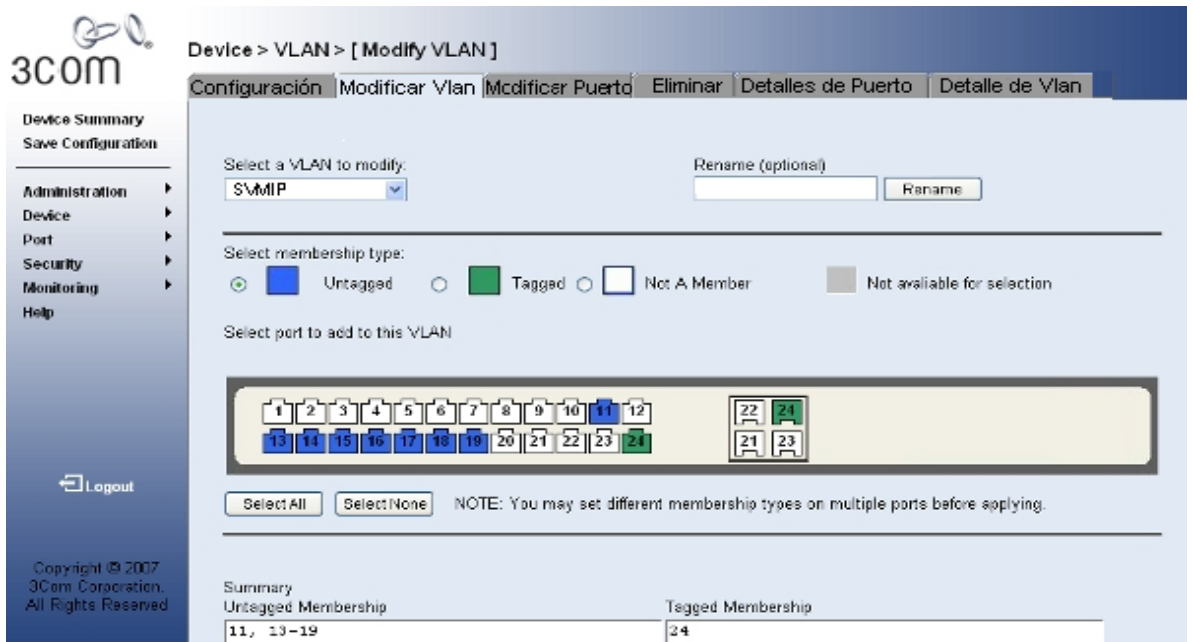 3COM
Device > VLAN > [ Modify VLAN ]
Configuración Modificar Vlan Modificar Puerto Eliminar Detalles de Puerto Detalle de Vlan
Device Summary
Save Configuration
Administration
Device
Port
Security
Monitoring
Help
Logout
Copyright © 2007
3Com Corporation.
All Rights Reserved
Select a VLAN to modify:
SVMIP
Rename (optional)
Rename
Select membership type:
Untagged Tagged Not A Member Not available for selection
Select port to add to this VLAN
1 2 3 4 5 6 7 8 9 10 11 12 22 24
13 14 15 16 17 18 19 20 21 22 23 24 21 23
Select All Select None NOTE: You may set different membership types on multiple ports before applying.
Summary
Untagged Membership Tagged Membership
11, 13-19 24